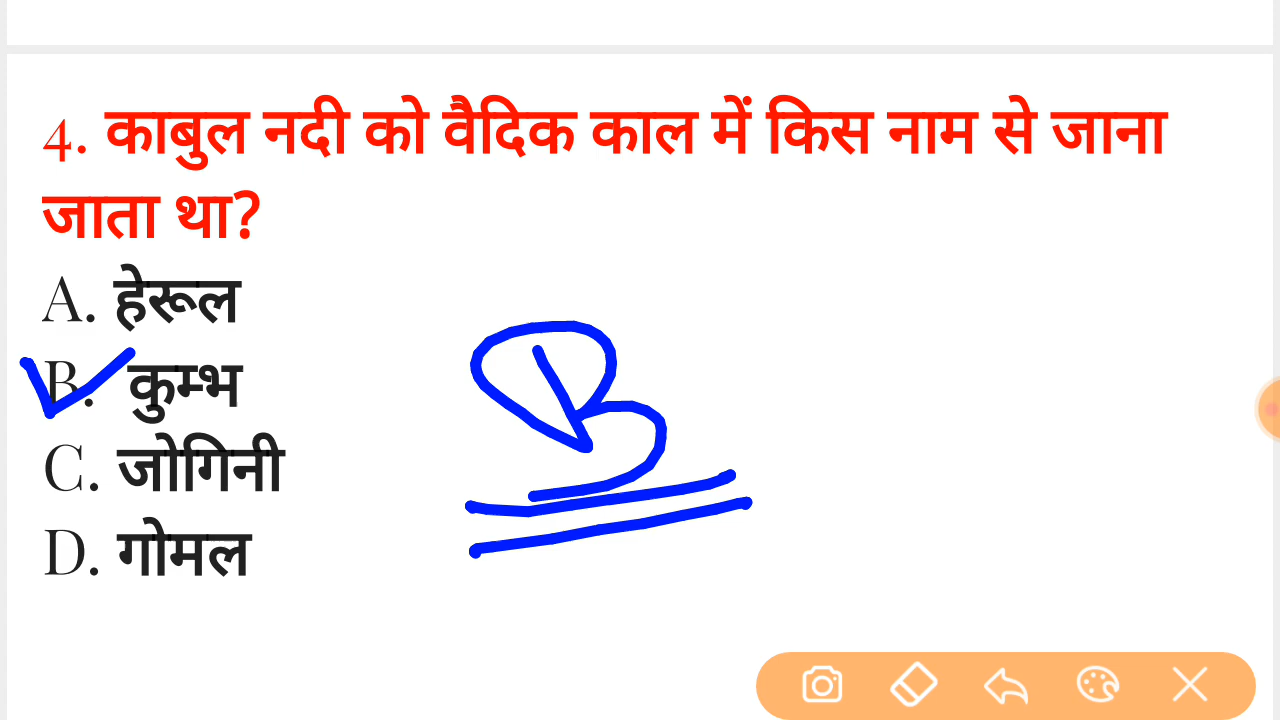 4. काबुल नदी को वैदिक काल में किस नाम से जाना
जाता था?
A. हेरूल
B. कुम्भ
B
C. जोगिनी
D. गोमल